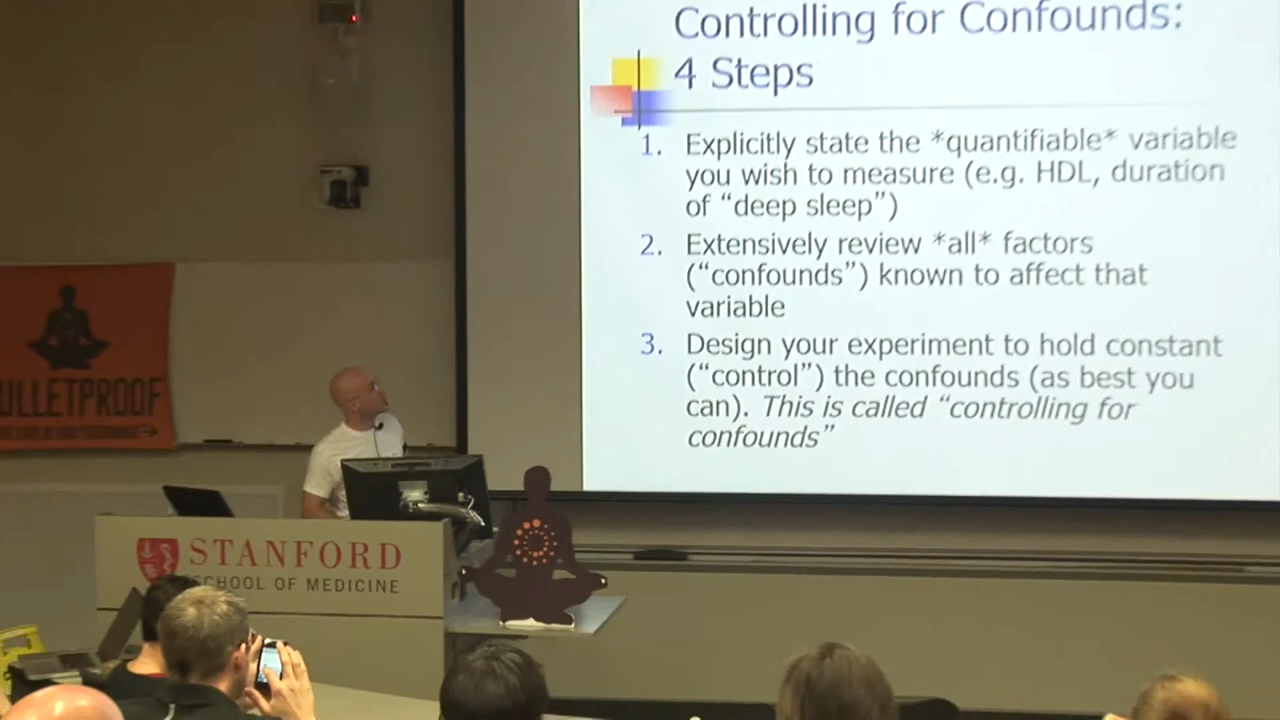 Controlling for Confounds:
4 Steps
1. Explicitly state the *quantifiable* variable
you wish to measure (e.g. HDL, duration
of “deep sleep”)
2. Extensively review *all* factors
(“confounds”) known to affect that
variable
3. Design your experiment to hold constant
(“control”) the confounds (as best you
can). This is called “controlling for
confounds”
ULLETPROOF
STANFORD
SCHOOL OF MEDICINE